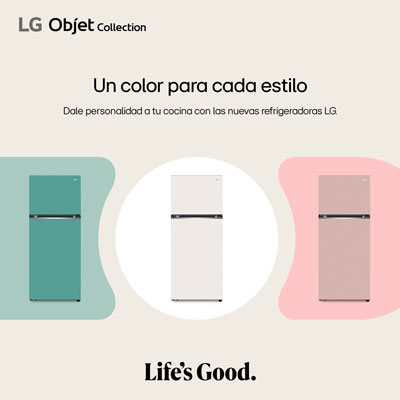 LG Objet Collection
Un color para cada estilo
Dale personalidad a tu cocina con las nuevas refrigeradoras LG.
Life's Good.